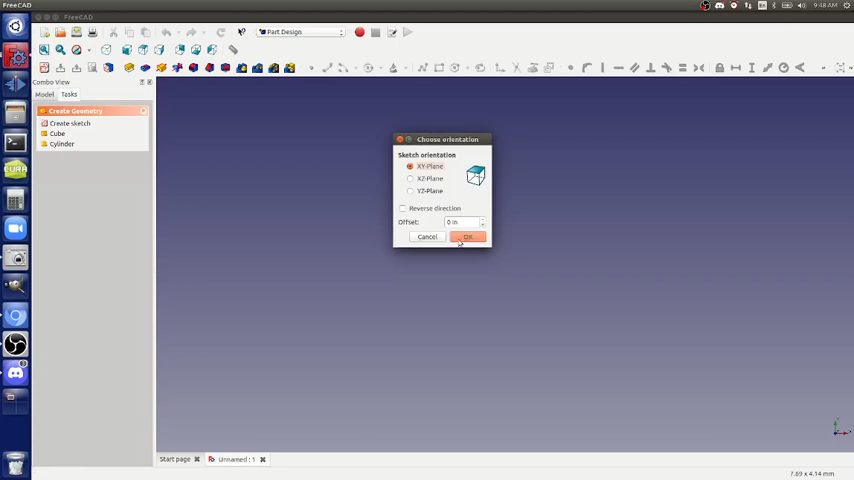 FreeCAD
9:48 AM
FreeCAD
Part Design
Combo View
Model Tasks
Create Geometry
Create sketch
Cube
Cylinder
Choose orientation
Sketch orientation
XY-Plane
XZ-Plane
YZ-Plane
Reverse direction
Offset: 0 in
Cancel OK
Start page Unnamed : 1
7.69 x 4.14 mm